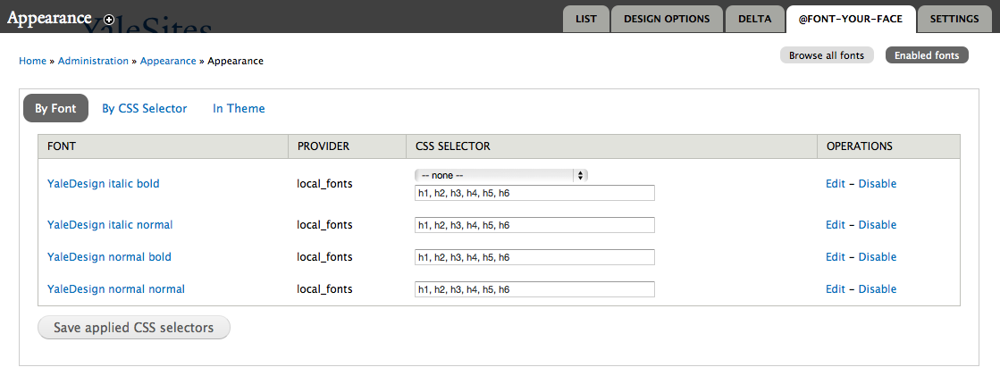 Appearance
YaleSites
LIST DESIGN OPTIONS DELTA @FONT-YOUR-FACE SETTINGS
Home » Administration » Appearance » Appearance
Browse all fonts Enabled fonts
By Font By CSS Selector In Theme
FONT PROVIDER CSS SELECTOR OPERATIONS
-- none --
YaleDesign italic bold local_fonts h1, h2, h3, h4, h5, h6 Edit – Disable
YaleDesign italic normal local_fonts h1, h2, h3, h4, h5, h6 Edit – Disable
YaleDesign normal bold local_fonts h1, h2, h3, h4, h5, h6 Edit – Disable
YaleDesign normal normal local_fonts h1, h2, h3, h4, h5, h6 Edit – Disable
Save applied CSS selectors